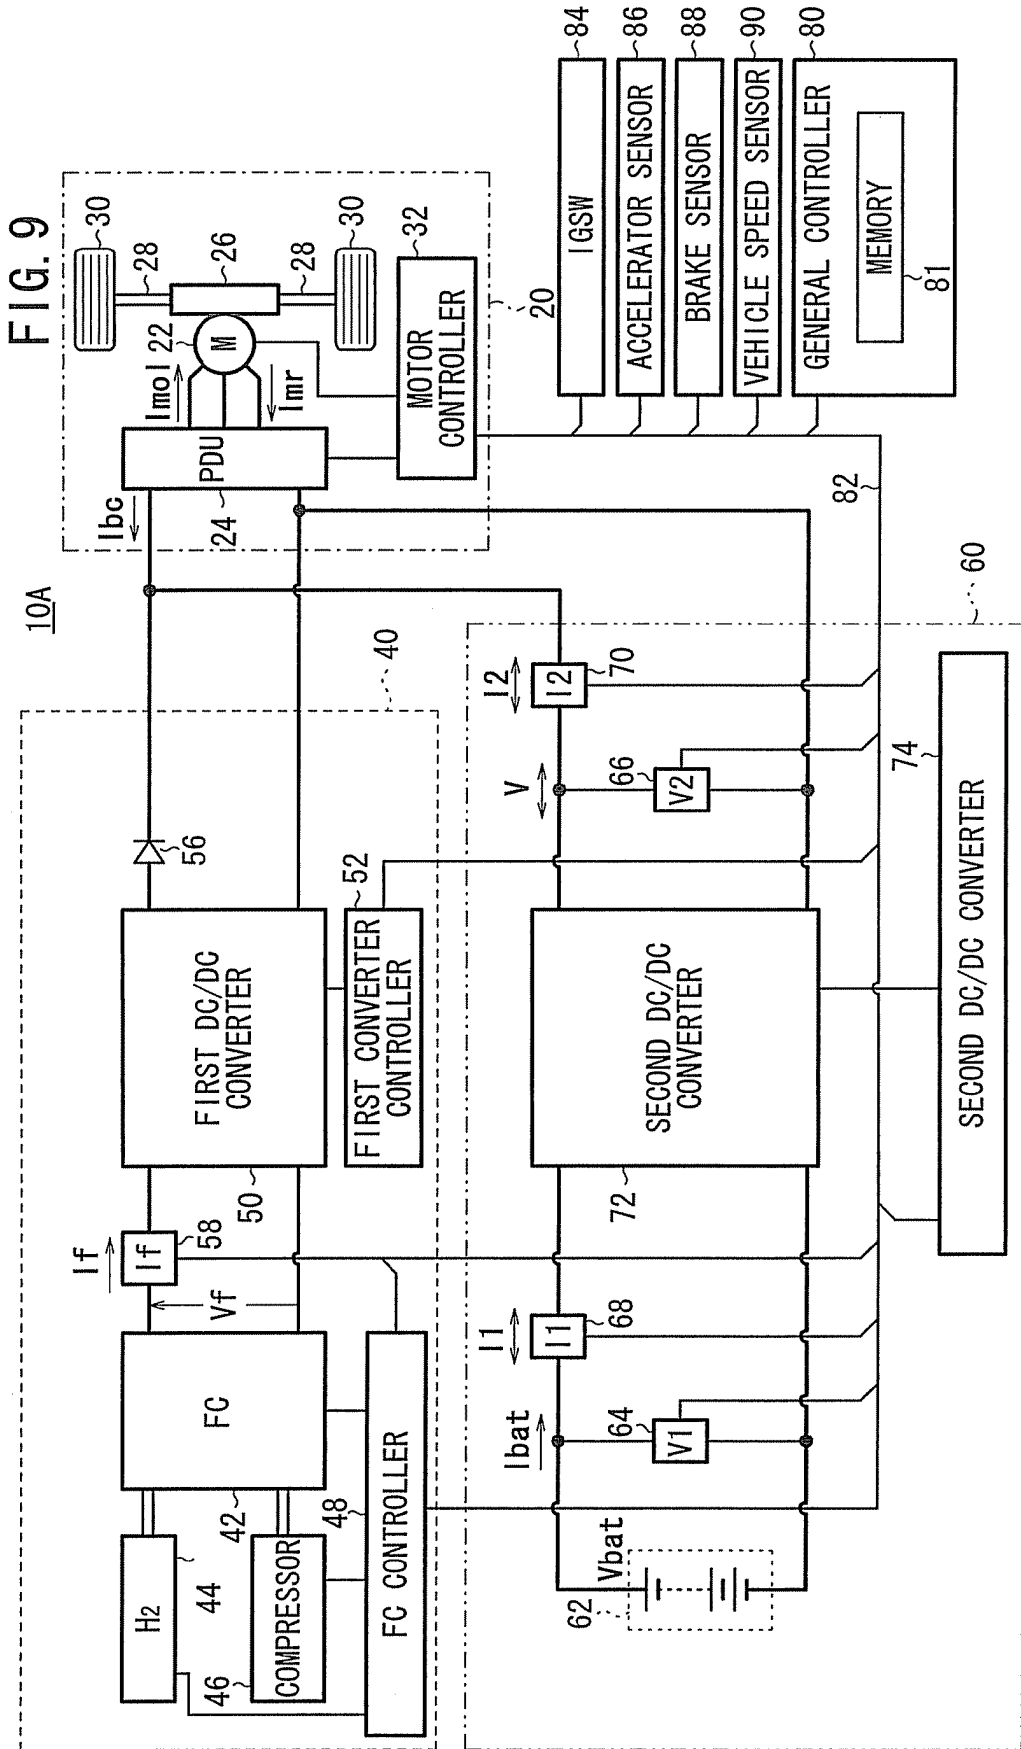 FIG. 9
10A
40
If
If
58
Vf
FC
42
H2
44
COMPRESSOR
46
FC CONTROLLER
48
FIRST DC/DC
CONVERTER
50
FIRST CONVERTER
CONTROLLER
52
56
Ibc
PDU
24
Imol
Imr
M
22
26
28
28
30
30
MOTOR
CONTROLLER
32
20
60
Vbat
62
Ibat
V1
64
I1
I1
68
SECOND DC/DC
CONVERTER
72
V
V2
66
I2
I2
70
SECOND DC/DC CONVERTER
74
82
IGSW
84
ACCELERATOR SENSOR
86
BRAKE SENSOR
88
VEHICLE SPEED SENSOR
90
GENERAL CONTROLLER
80
MEMORY
81